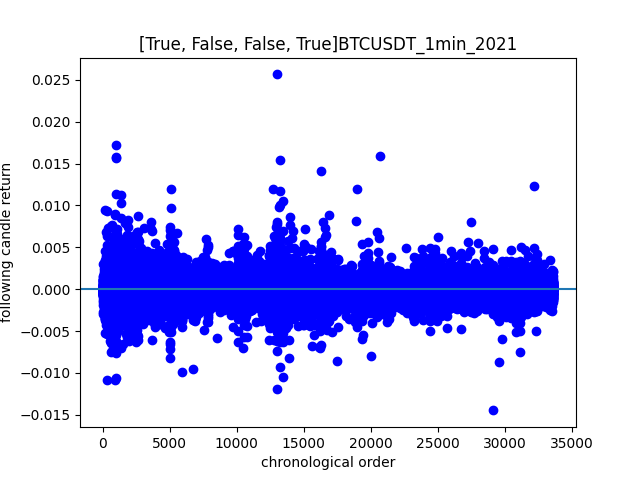 [True, False, False, True]BTCUSDT_1min_2021
following candle return
0.025
0.020
0.015
0.010
0.005
0.000
−0.005
−0.010
−0.015
0 5000 10000 15000 20000 25000 30000 35000
chronological order